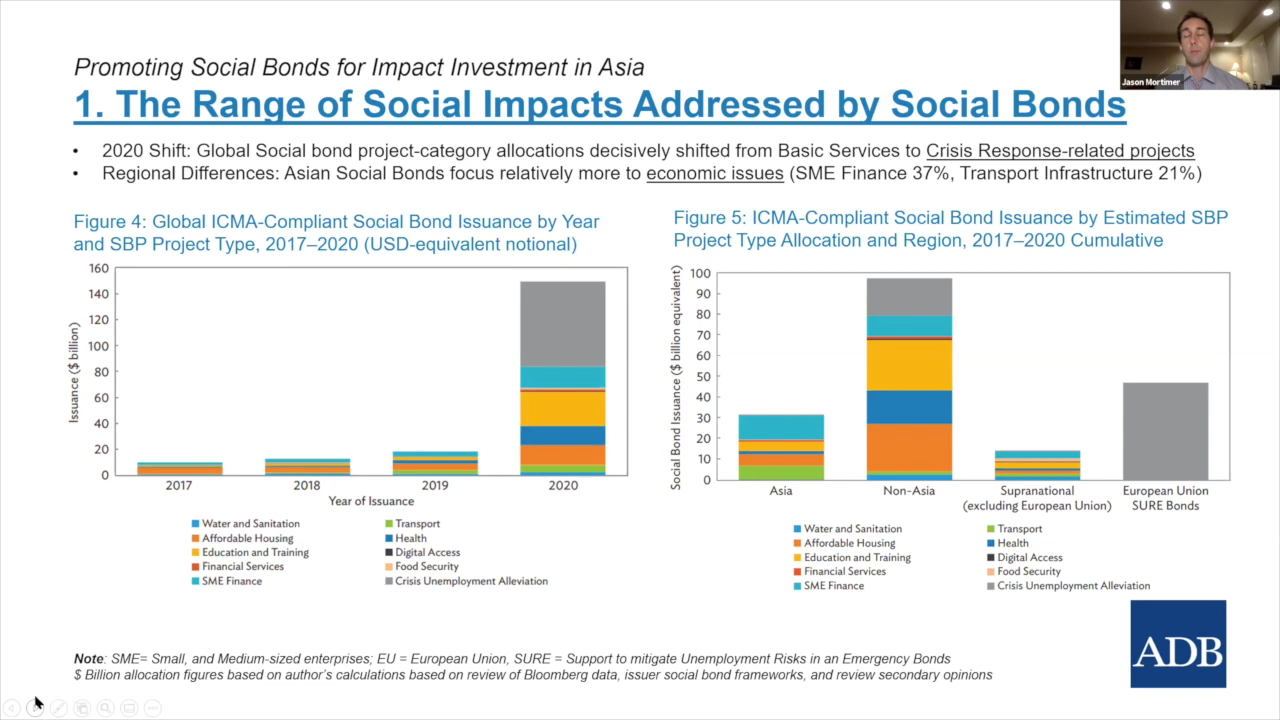 Jason Mortimer
Promoting Social Bonds for Impact Investment in Asia
1. The Range of Social Impacts Addressed by Social Bonds
• 2020 Shift: Global Social bond project-category allocations decisively shifted from Basic Services to Crisis Response-related projects
• Regional Differences: Asian Social Bonds focus relatively more to economic issues (SME Finance 37%, Transport Infrastructure 21%)
Figure 4: Global ICMA-Compliant Social Bond Issuance by Year
and SBP Project Type, 2017–2020 (USD-equivalent notional)
160
140
120
100
80
60
40
20
0
Issuance ($ billion)
2017 2018 2019 2020
Year of Issuance
Water and Sanitation Transport
Affordable Housing Health
Education and Training Digital Access
Financial Services Food Security
SME Finance Crisis Unemployment Alleviation
Figure 5: ICMA-Compliant Social Bond Issuance by Estimated SBP
Project Type Allocation and Region, 2017–2020 Cumulative
100
90
80
70
60
50
40
30
20
10
0
Social Bond Issuance ($ billion equivalent)
Asia Non-Asia Supranational European Union
(excluding European Union) SURE Bonds
Water and Sanitation Transport
Affordable Housing Health
Education and Training Digital Access
Financial Services Food Security
SME Finance Crisis Unemployment Alleviation
ADB
Note: SME= Small, and Medium-sized enterprises; EU = European Union, SURE = Support to mitigate Unemployment Risks in an Emergency Bonds
$ Billion allocation figures based on author's calculations based on review of Bloomberg data, issuer social bond frameworks, and review secondary opinions